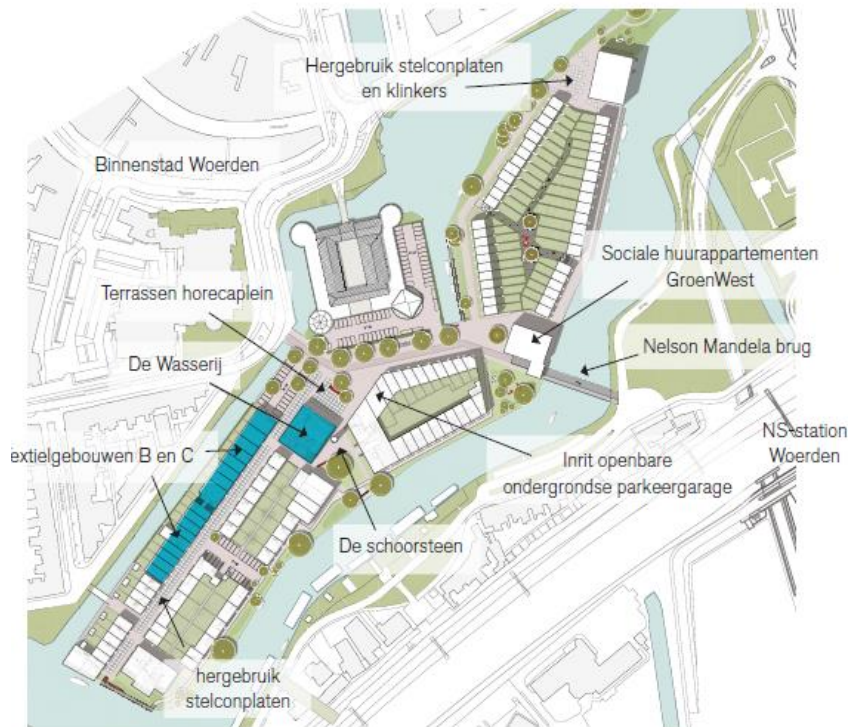 Hergebruik stelconplaten
en klinkers
Binnenstad Woerden
Sociale huurappartementen
GroenWest
Terrassen horecaplein
Nelson Mandela brug
De Wasserij
NS-station
Woerden
extielgebouwen B en C
Inrit openbare
ondergrondse parkeergarage
De schoorsteen
hergebruik
stelconplaten